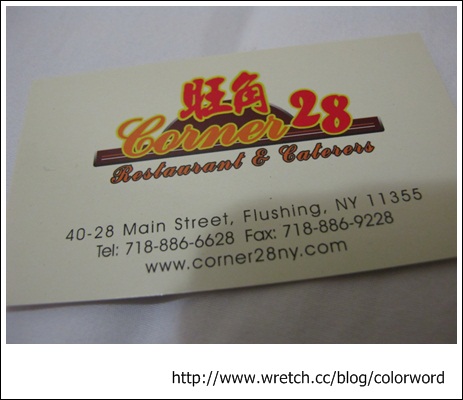 旺角
Corner 28
Restaurant & Caterers
40-28 Main Street, Flushing, NY 11355
Tel: 718-886-6628 Fax: 718-886-9228
www.corner28ny.com
http://www.wretch.cc/blog/colorword